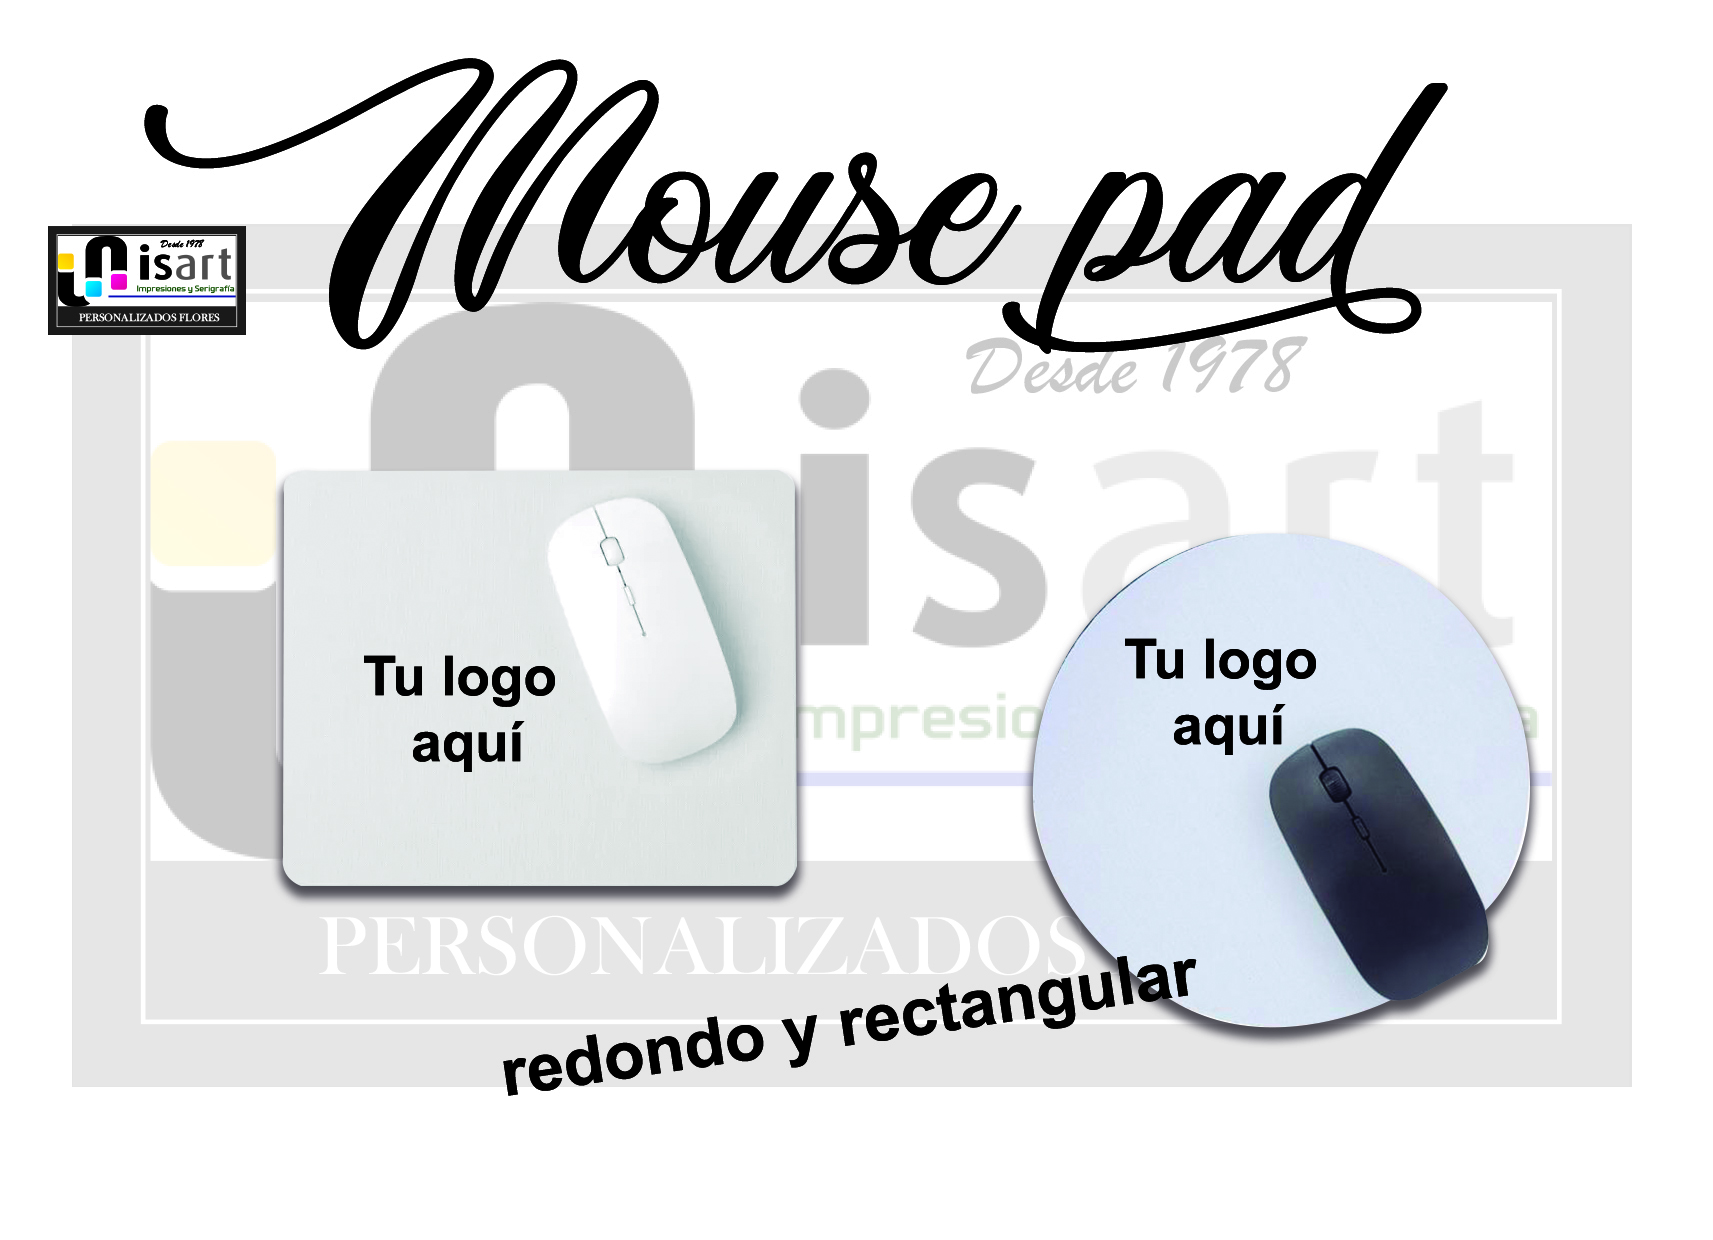 Mouse pad
Desde 1978
isart
Impresiones y Serigrafía
PERSONALIZADOS FLORES
Desde 1978
isart
Tu logo
aquí
Tu logo
aquí
mpresio
a
PERSONALIZADOS
redondo y rectangular